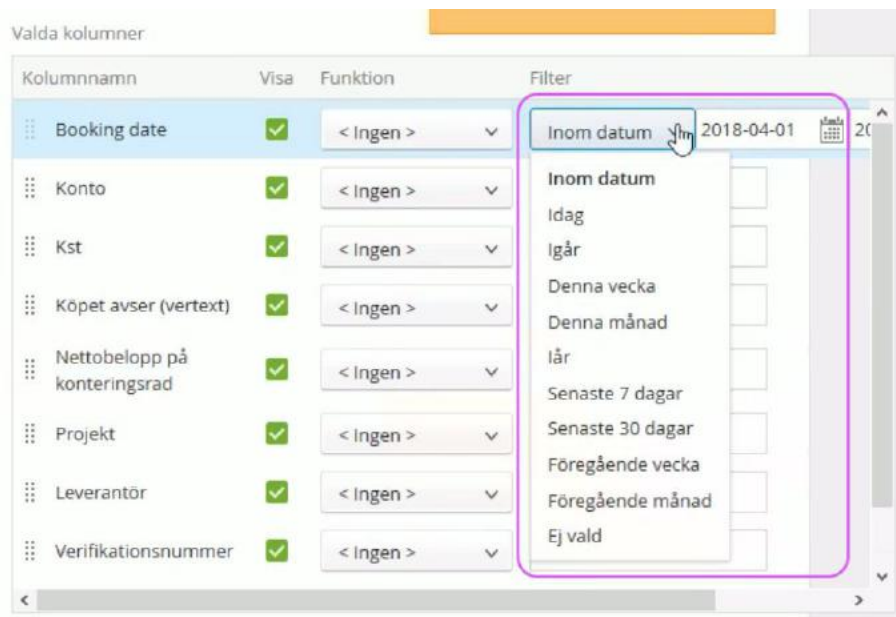 Valda kolumner
Kolumnnamn Visa Funktion Filter
Booking date < Ingen > Inom datum 2018-04-01 20
Inom datum
Konto < Ingen >
Idag
Kst < Ingen >
Igår
Denna vecka
Köpet avser (vertext) < Ingen >
Denna månad
Nettobelopp på
konteringsrad < Ingen >
Iår
Senaste 7 dagar
Projekt < Ingen >
Senaste 30 dagar
Föregående vecka
Leverantör < Ingen >
Föregående månad
Ej vald
Verifikationsnummer < Ingen >